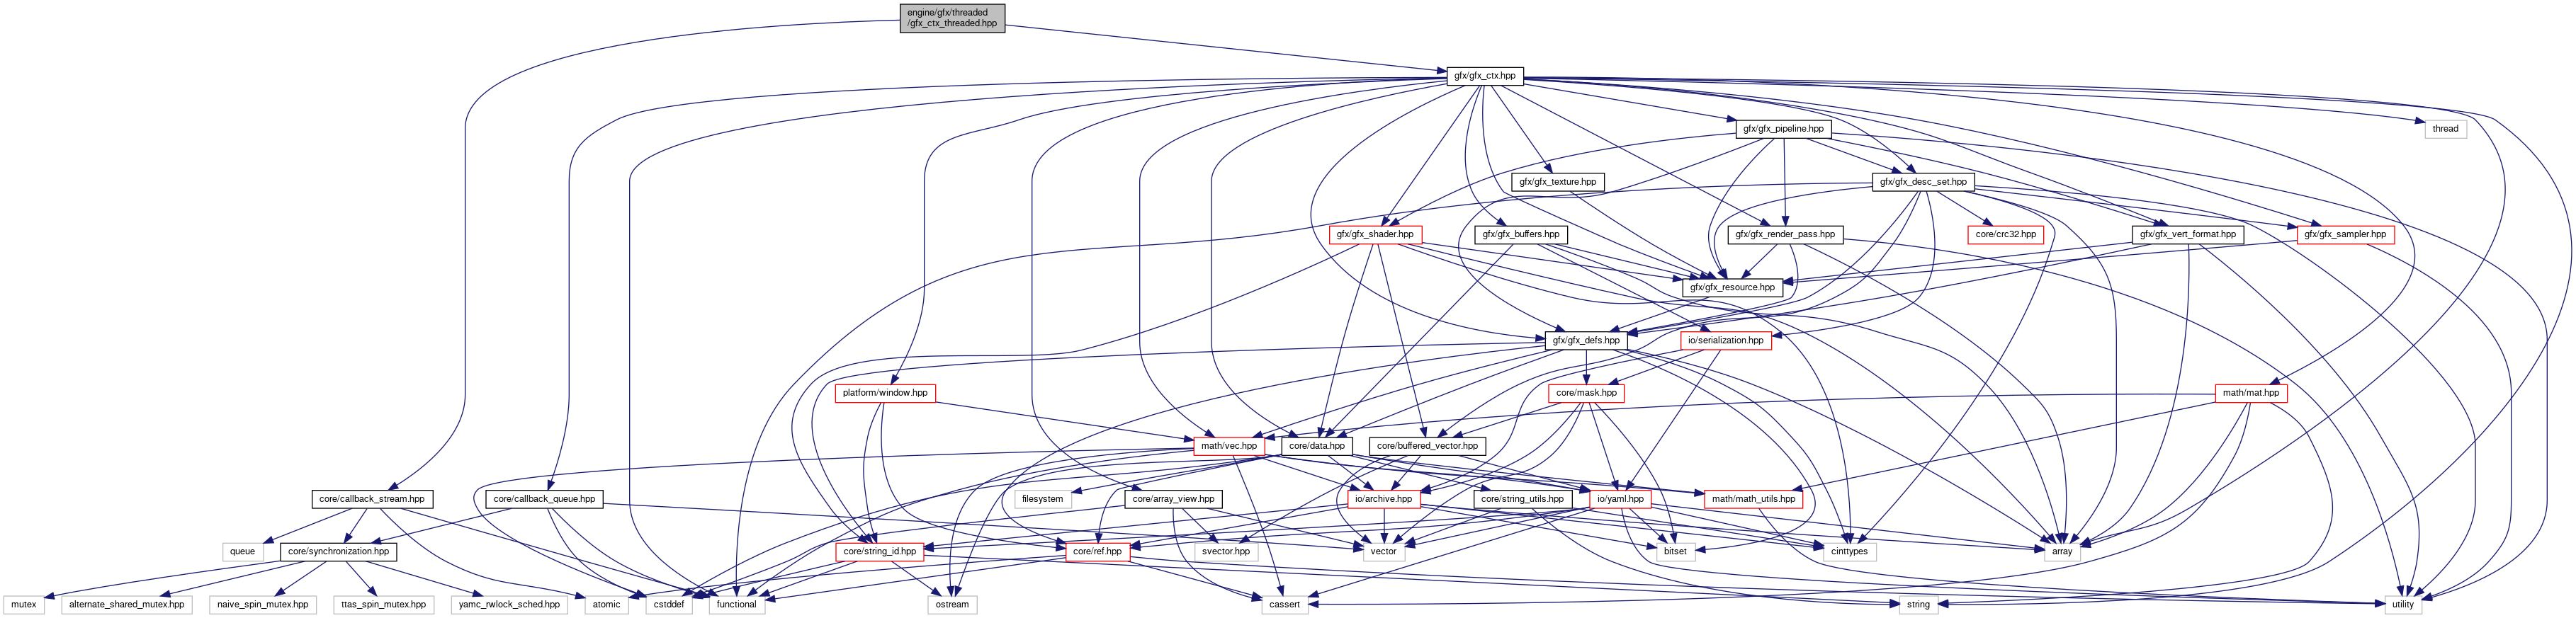 engine/gfx/threaded
/gfx_ctx_threaded.hpp
gfx/gfx_ctx.hpp
gfx/gfx_pipeline.hpp
thread
gfx/gfx_texture.hpp
gfx/gfx_desc_set.hpp
gfx/gfx_shader.hpp
gfx/gfx_buffers.hpp
gfx/gfx_render_pass.hpp
core/crc32.hpp
gfx/gfx_vert_format.hpp
gfx/gfx_sampler.hpp
gfx/gfx_resource.hpp
gfx/gfx_defs.hpp
io/serialization.hpp
platform/window.hpp
core/mask.hpp
math/mat.hpp
math/vec.hpp
core/data.hpp
core/buffered_vector.hpp
core/callback_stream.hpp
core/callback_queue.hpp
filesystem
core/array_view.hpp
io/archive.hpp
core/string_utils.hpp
io/yaml.hpp
math/math_utils.hpp
queue
core/synchronization.hpp
core/string_id.hpp
core/ref.hpp
vector
svector.hpp
bitset
cinttypes
array
mutex
alternate_shared_mutex.hpp
naive_spin_mutex.hpp
ttas_spin_mutex.hpp
yamc_rwlock_sched.hpp
atomic
cstddef
functional
ostream
cassert
string
utility